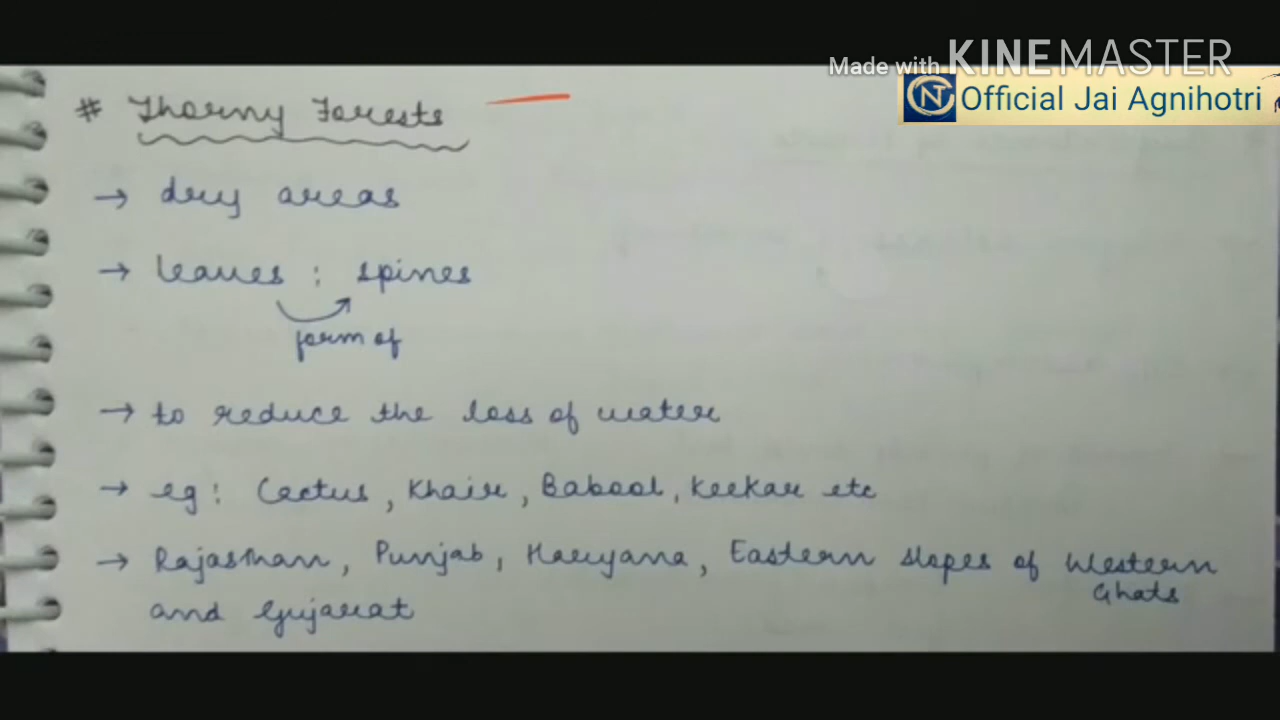 Made with KINEMASTER
Official Jai Agnihotri
# Thorny Forests
→ dry areas
→ leaves : spines
form of
→ to reduce the loss of water
→ eg : Cactus, Khair, Babool, Keekar etc
→ Rajasthan, Punjab, Haryana, Eastern slopes of Western Ghats
and Gujarat